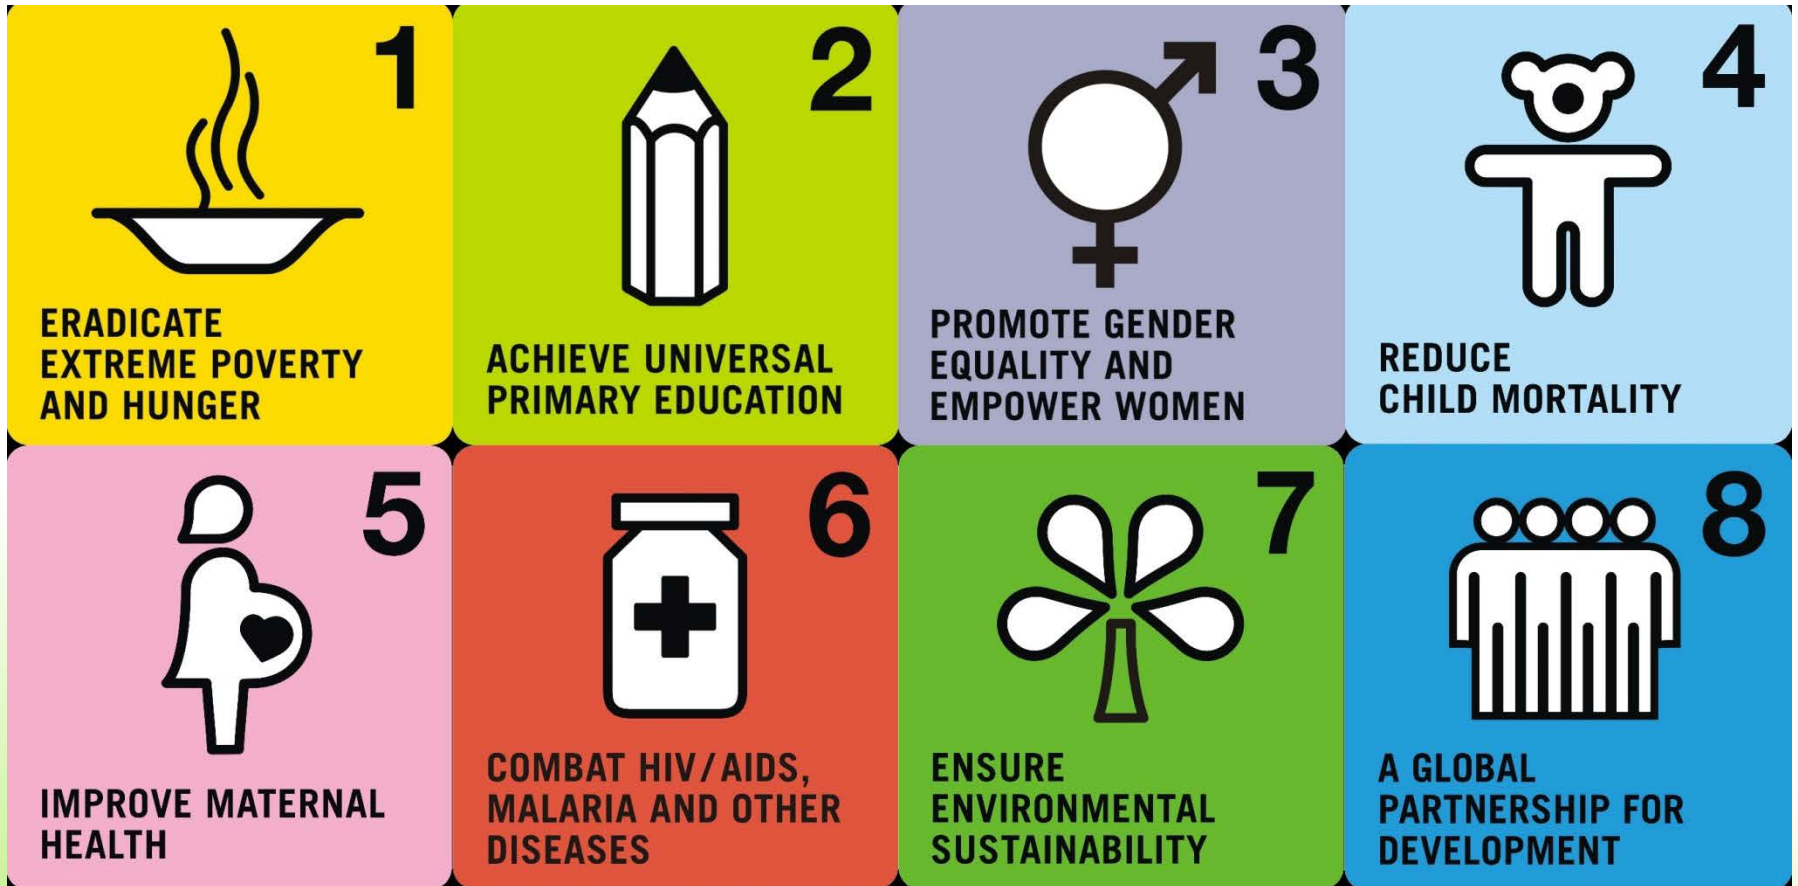 1
ERADICATE
EXTREME POVERTY
AND HUNGER
2
ACHIEVE UNIVERSAL
PRIMARY EDUCATION
3
PROMOTE GENDER
EQUALITY AND
EMPOWER WOMEN
4
REDUCE
CHILD MORTALITY
5
IMPROVE MATERNAL
HEALTH
6
COMBAT HIV/AIDS,
MALARIA AND OTHER
DISEASES
7
ENSURE
ENVIRONMENTAL
SUSTAINABILITY
8
A GLOBAL
PARTNERSHIP FOR
DEVELOPMENT